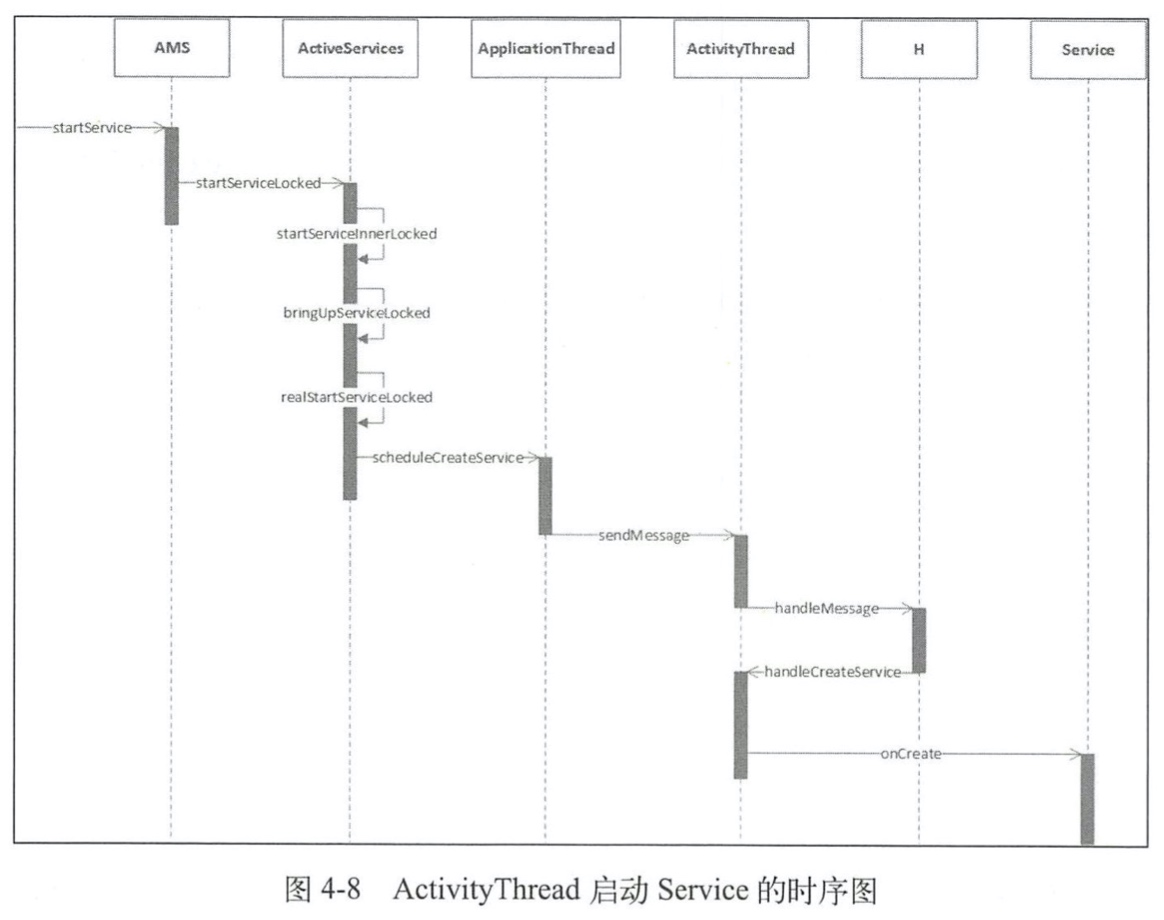 AMS ActiveServices ApplicationThread ActivityThread H Service
startService
startServiceLocked
startServiceInnerLocked
bringUpServiceLocked
realStartServiceLocked
scheduleCreateService
sendMessage
handleMessage
handleCreateService
onCreate
图 4-8 ActivityThread 启动 Service 的时序图